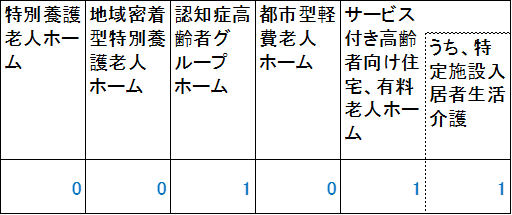 特別養護
老人ホー
ム
地域密着
型特別養
護老人
ホーム
認知症高
齢者グ
ループ
ホーム
都市型軽
費老人
ホーム
サービス
付き高齢
者向け住
宅、有料
老人ホー
ム
うち、特
定施設入
居者生活
介護
0
0
1
0
1
1